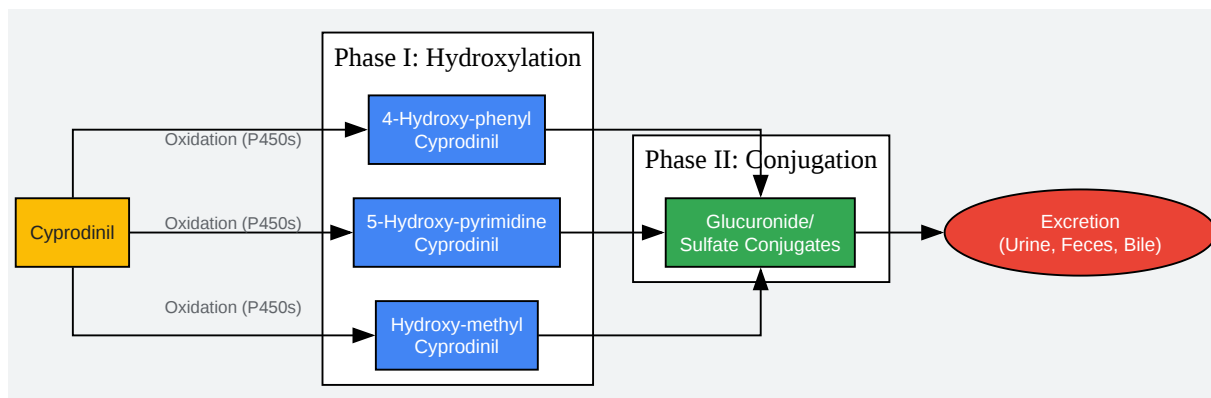 Phase I: Hydroxylation
4-Hydroxy-phenyl
Cyprodinil
Oxidation (P450s)
Phase II: Conjugation
Cyprodinil
Oxidation (P450s)
5-Hydroxy-pyrimidine
Cyprodinil
Glucuronide/
Sulfate Conjugates
Excretion
(Urine, Feces, Bile)
Oxidation (P450s)
Hydroxy-methyl
Cyprodinil